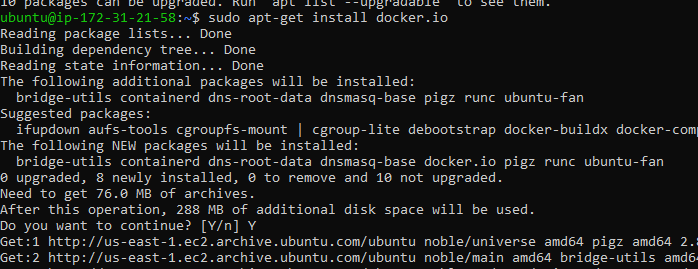 10 packages can be upgraded. Run 'apt list --upgradable' to see them.
ubuntu@ip-172-31-21-58:~$ sudo apt-get install docker.io
Reading package lists... Done
Building dependency tree... Done
Reading state information... Done
The following additional packages will be installed:
  bridge-utils containerd dns-root-data dnsmasq-base pigz runc ubuntu-fan
Suggested packages:
  ifupdown aufs-tools cgroupfs-mount | cgroup-lite debootstrap docker-buildx docker-com
The following NEW packages will be installed:
  bridge-utils containerd dns-root-data dnsmasq-base docker.io pigz runc ubuntu-fan
0 upgraded, 8 newly installed, 0 to remove and 10 not upgraded.
Need to get 76.0 MB of archives.
After this operation, 288 MB of additional disk space will be used.
Do you want to continue? [Y/n] Y
Get:1 http://us-east-1.ec2.archive.ubuntu.com/ubuntu noble/universe amd64 pigz amd64 2.8
Get:2 http://us-east-1.ec2.archive.ubuntu.com/ubuntu noble/main amd64 bridge-utils amd6